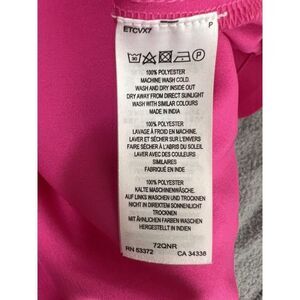 ETCVX7 P
30 P
100% POLYESTER
MACHINE WASH COLD.
WASH AND DRY INSIDE OUT
DRY AWAY FROM DIRECT SUNLIGHT
WASH WITH SIMILAR COLOURS
MADE IN INDIA
100% POLYESTER
LAVAGE À FROID EN MACHINE.
LAVER ET SÉCHER SUR L'ENVERS
FAIRE SÉCHER À L'ABRI DU SOLEIL
LAVER AVEC DES COULEURS
SIMILAIRES
FABRIQUÉ EN INDE
100% POLYESTER
KALTE MASCHINENWÄSCHE.
AUF LINKS WASCHEN UND TROCKNEN
NICHT IN DIREKTEM SONNENLICHT
TROCKNEN
MIT ÄHNLICHEN FARBEN WASCHEN
HERGESTELLT IN INDIEN
72QNR
RN 53372 CA 34338